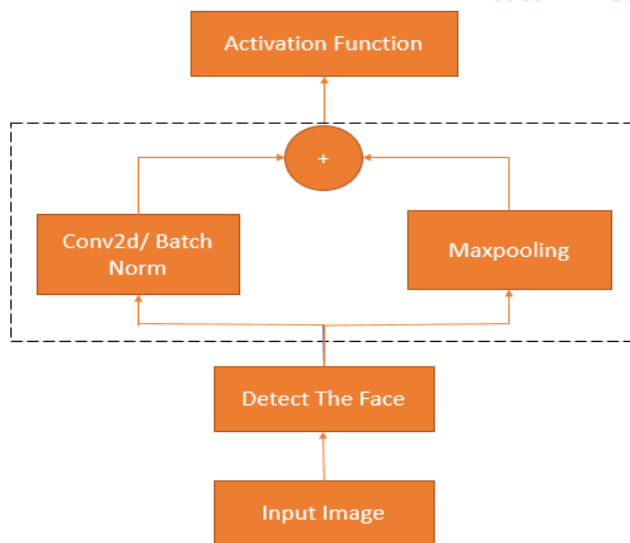 Activation Function
+
Conv2d/ Batch
Norm
Maxpooling
Detect The Face
Input Image